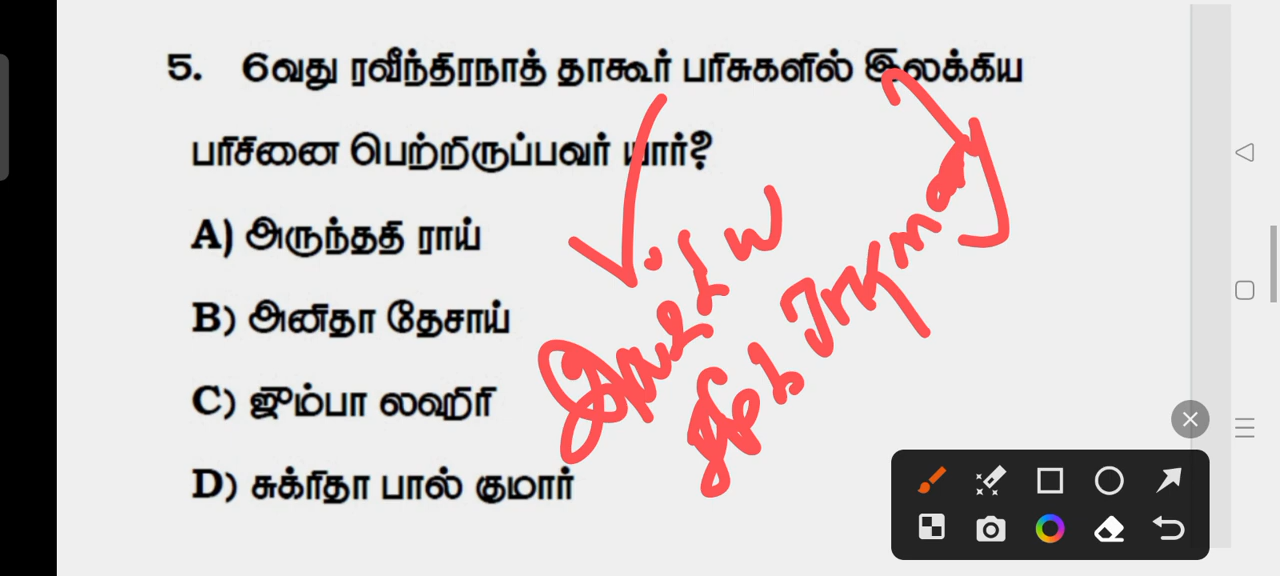 5. 6வது ரவீந்திரநாத் தாகூர் பரிசுகளில் இலக்கிய
பரிசினை பெற்றிருப்பவர் யார்?
A) அருந்ததி ராய்
B) அனிதா தேசாய்
C) ஜும்பா லஹிரி
D) சுக்ரிதா பால் குமார்